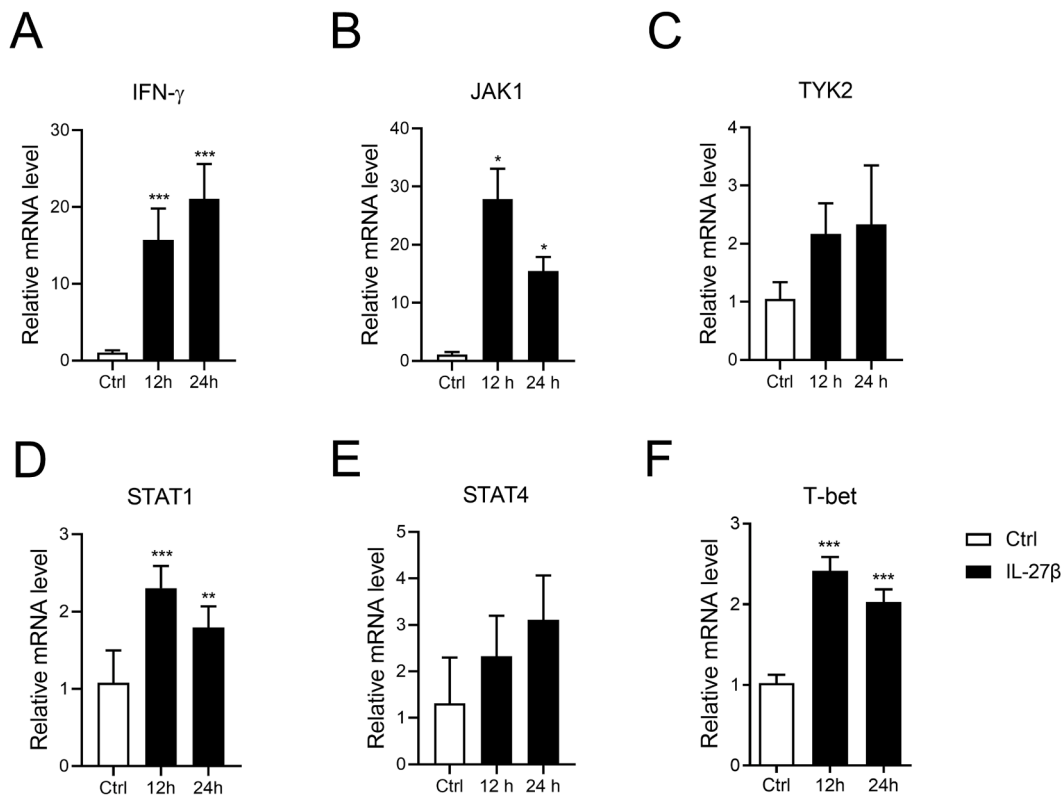 A
B
C
IFN-γ
JAK1
TYK2
Relative mRNA level
30
20
10
0
***
***
Ctrl 12h 24h
Relative mRNA level
40
30
20
10
0
*
*
Ctrl 12 h 24 h
Relative mRNA level
4
3
2
1
0
Ctrl 12 h 24 h
D
E
F
STAT1
STAT4
T-bet
Relative mRNA level
3
2
1
0
***
**
Ctrl 12h 24h
Relative mRNA level
5
4
3
2
1
0
Ctrl 12 h 24 h
Relative mRNA level
3
2
1
0
***
***
Ctrl 12h 24h
Ctrl
IL-27β